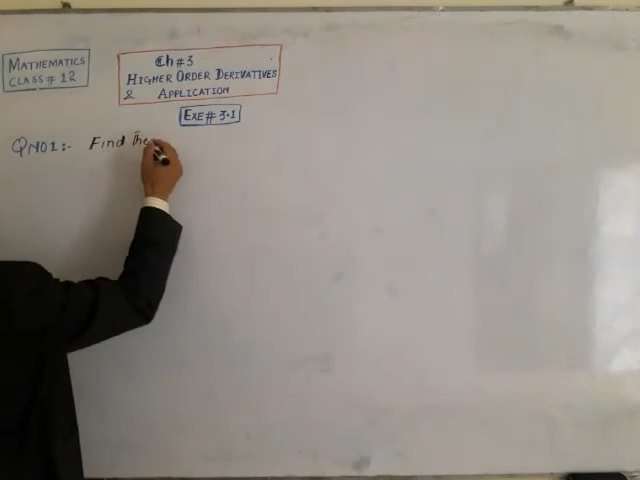 MATHEMATICS
CLASS # 12
Ch # 3
HIGHER ORDER DERIVATIVES
& APPLICATION
EXE # 3.1
QNO1:- Find The